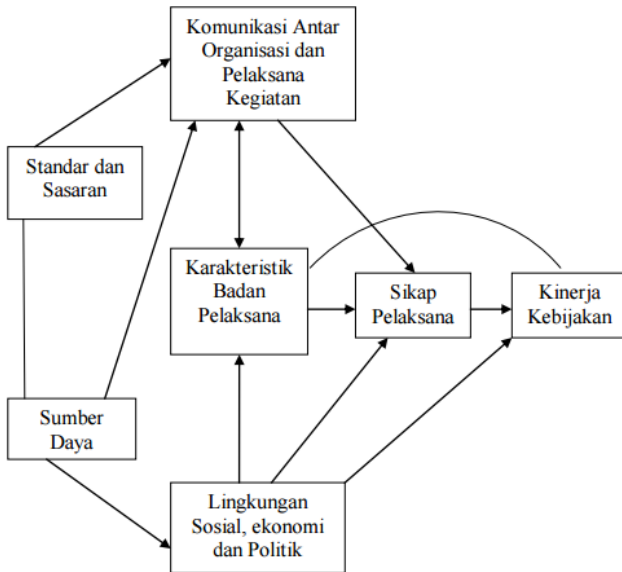 Komunikasi Antar
Organisasi dan
Pelaksana
Kegiatan
Standar dan
Sasaran
Karakteristik
Badan
Pelaksana
Sikap
Pelaksana
Kinerja
Kebijakan
Sumber
Daya
Lingkungan
Sosial, ekonomi
dan Politik